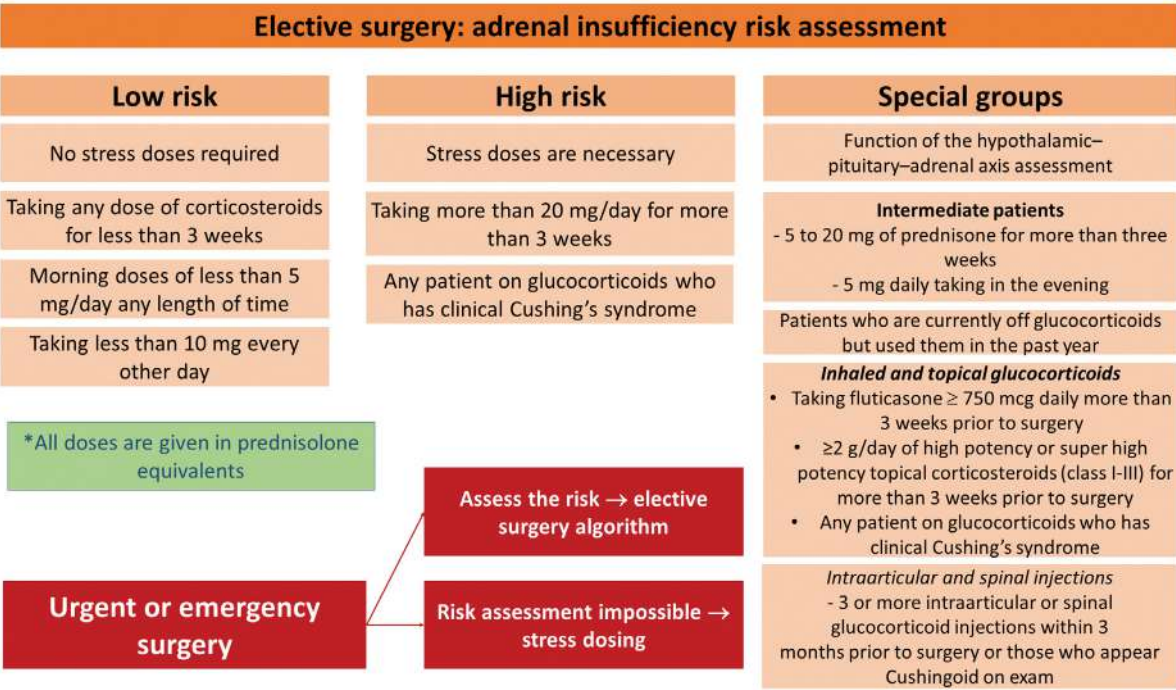 Elective surgery: adrenal insufficiency risk assessment
Low risk
No stress doses required
Taking any dose of corticosteroids
for less than 3 weeks
Morning doses of less than 5
mg/day any length of time
Taking less than 10 mg every
other day
*All doses are given in prednisolone
equivalents
High risk
Stress doses are necessary
Taking more than 20 mg/day for more
than 3 weeks
Any patient on glucocorticoids who
has clinical Cushing's syndrome
Special groups
Function of the hypothalamic–
pituitary–adrenal axis assessment
Intermediate patients
- 5 to 20 mg of prednisone for more than three
weeks
- 5 mg daily taking in the evening
Patients who are currently off glucocorticoids
but used them in the past year
Inhaled and topical glucocorticoids
• Taking fluticasone ≥ 750 mcg daily more than
3 weeks prior to surgery
• ≥2 g/day of high potency or super high
potency topical corticosteroids (class I-III) for
more than 3 weeks prior to surgery
• Any patient on glucocorticoids who has
clinical Cushing's syndrome
Intraarticular and spinal injections
- 3 or more intraarticular or spinal
glucocorticoid injections within 3
months prior to surgery or those who appear
Cushingoid on exam
Urgent or emergency
surgery
Assess the risk → elective
surgery algorithm
Risk assessment impossible →
stress dosing